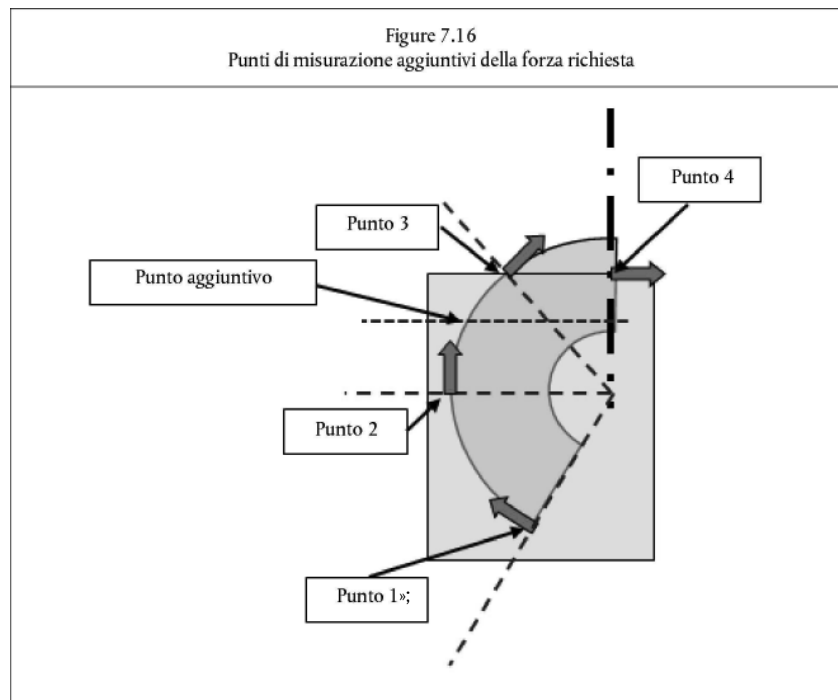 Figure 7.16
Punti di misurazione aggiuntivi della forza richiesta
Punto 4
Punto 3
Punto aggiuntivo
Punto 2
Punto 1»;